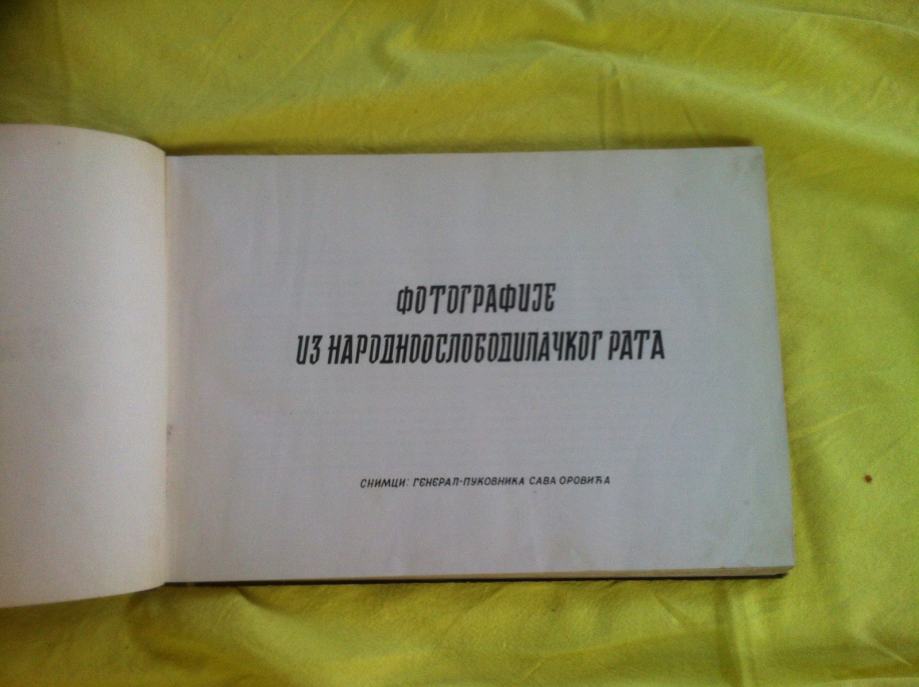 ФОТОГРАФИЈЕ
ИЗ НАРОДНООСЛОБОДИЛАЧКОГ РАТА
СНИМЦИ: ГЕНЕРАЛ-ПУКОВНИКА САВА ОРОВИЋА